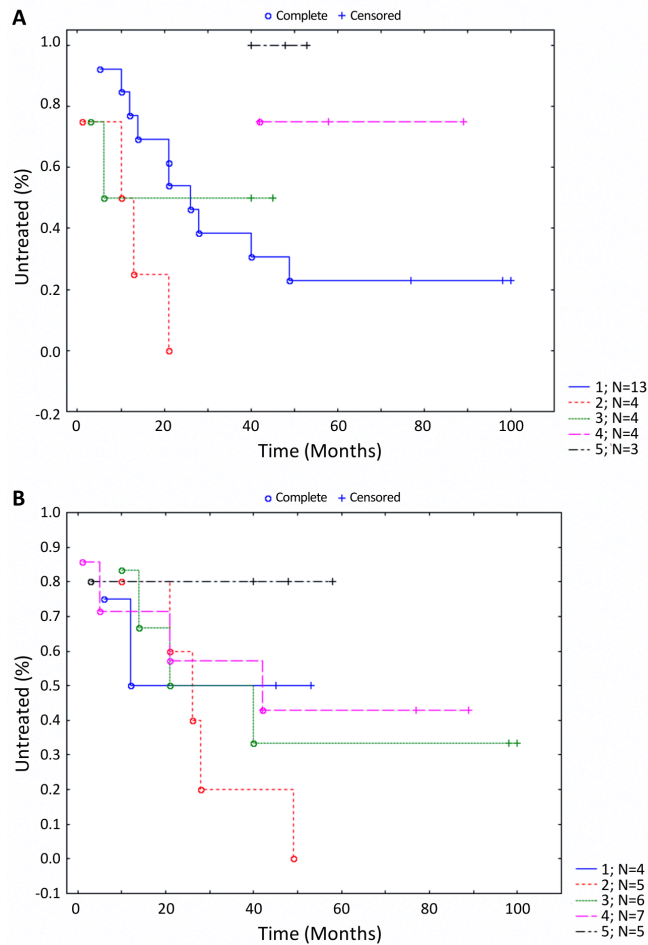 A
Complete Censored
1.0
0.8
0.6
0.4
0.2
0.0
-0.2
Untreated (%)
0 20 40 60 80 100
Time (Months)
1; N=13
2; N=4
3; N=4
4; N=4
5; N=3
B
Complete Censored
1.0
0.9
0.8
0.7
0.6
0.5
0.4
0.3
0.2
0.1
0.0
-0.1
Untreated (%)
0 20 40 60 80 100
Time (Months)
1; N=4
2; N=5
3; N=6
4; N=7
5; N=5